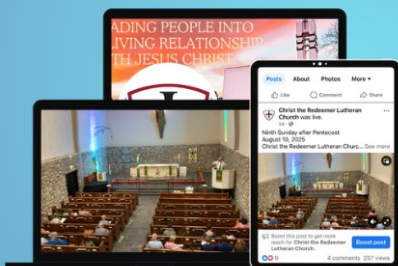 ADING PEOPLE INTO
LIVING RELATIONSHIP
TH JESUS CHRIST
Posts About Photos More
Like Comment Share
Christ the Redeemer Lutheran
Church was live.
Ninth Sunday after Pentecost
August 10, 2025
Christ the Redeemer Lutheran Churc... See more
Boost this post to get more
reach for Christ the Redeemer
Lutheran Church.
Boost post
9 4 comments 257 views